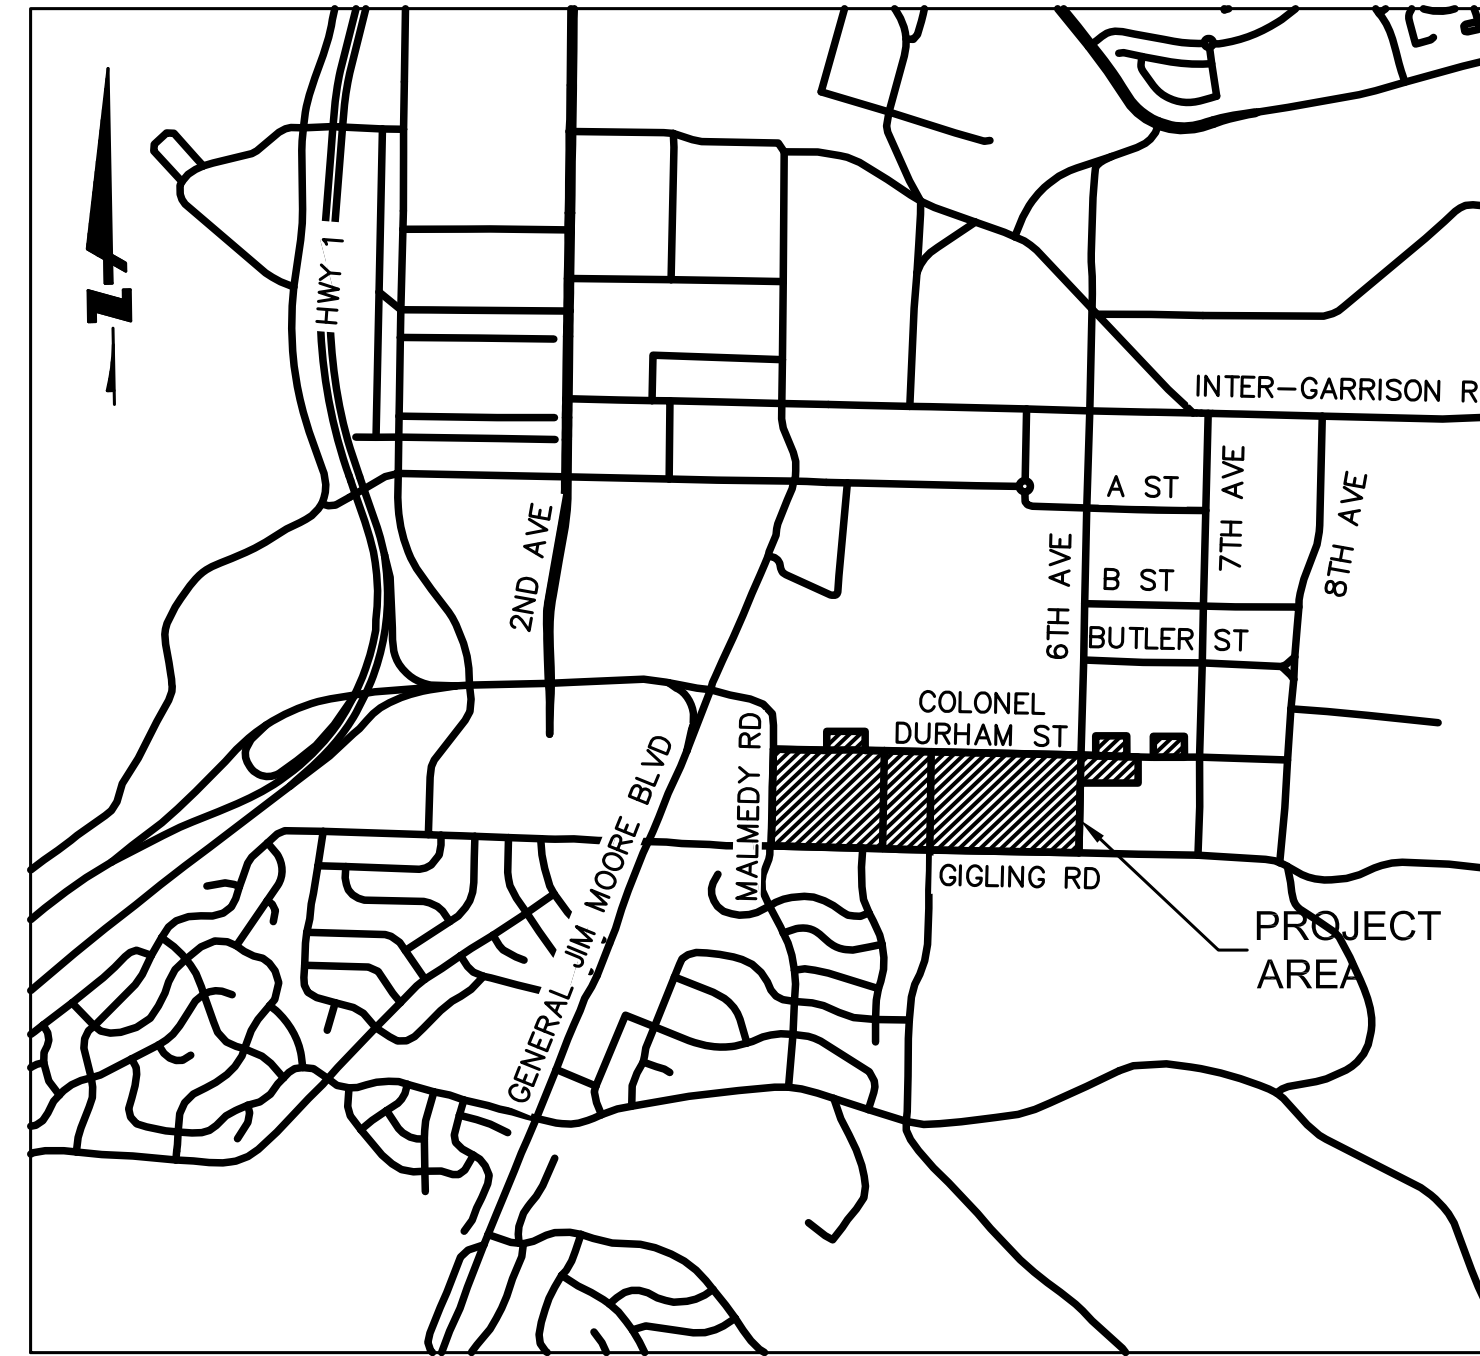 Z
HWY 1
INTER-GARRISON R
A ST
7TH AVE
8TH AVE
2ND AVE
6TH AVE
B ST
BUTLER ST
COLONEL
DURHAM ST
MALMEDY RD
GENERAL JIM MOORE BLVD
GIGLING RD
PROJECT
AREA